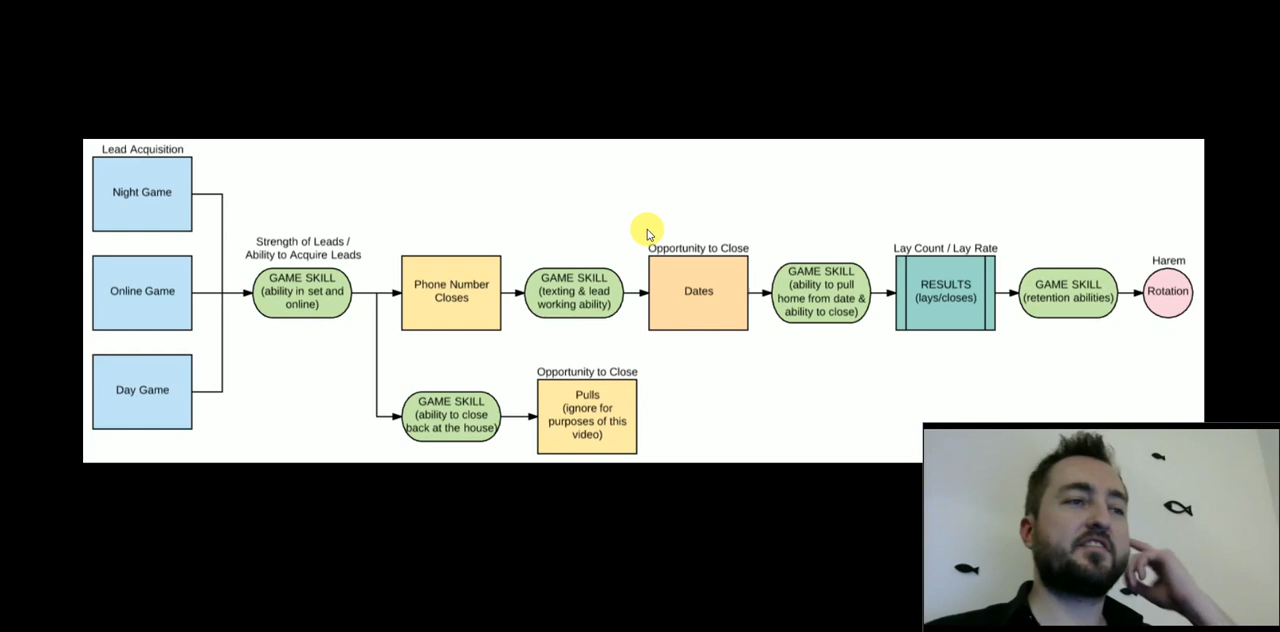 Lead Acquisition
Night Game
Online Game
Day Game
Strength of Leads /
Ability to Acquire Leads
GAME SKILL
(ability in set and
online)
Phone Number
Closes
GAME SKILL
(texting & lead
working ability)
Opportunity to Close
Dates
GAME SKILL
(ability to pull
home from date &
ability to close)
Lay Count / Lay Rate
RESULTS
(lays/closes)
GAME SKILL
(retention abilities)
Harem
Rotation
GAME SKILL
(ability to close
back at the house)
Opportunity to Close
Pulls
(ignore for
purposes of this
video)